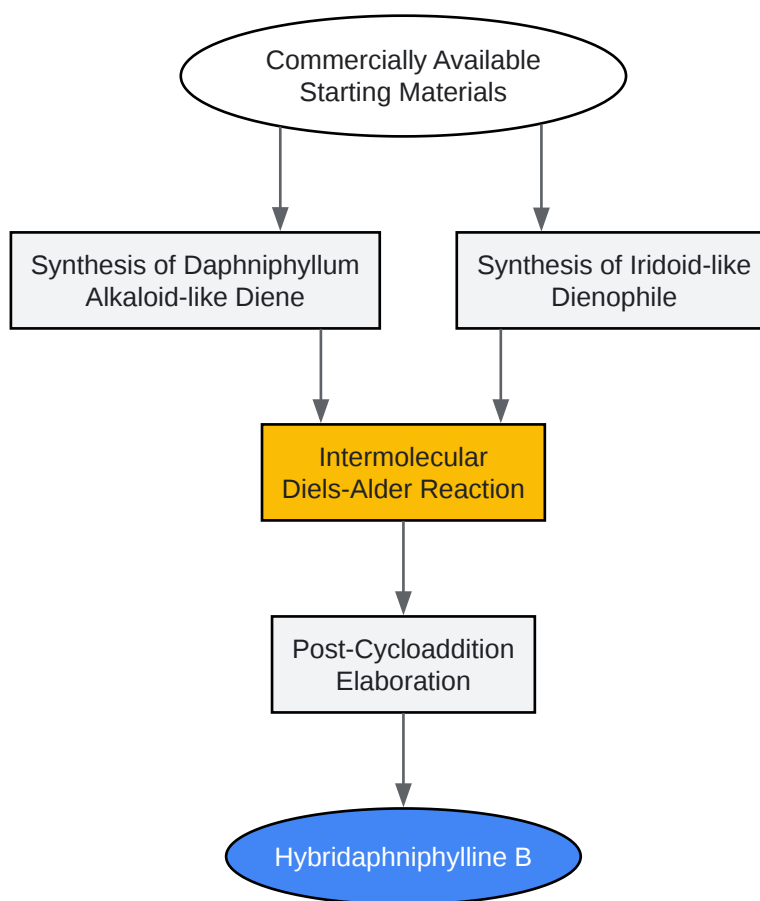 Commercially Available
Starting Materials
Synthesis of Daphniphyllum
Alkaloid-like Diene
Synthesis of Iridoid-like
Dienophile
Intermolecular
Diels-Alder Reaction
Post-Cycloaddition
Elaboration
Hybridaphniphylline B